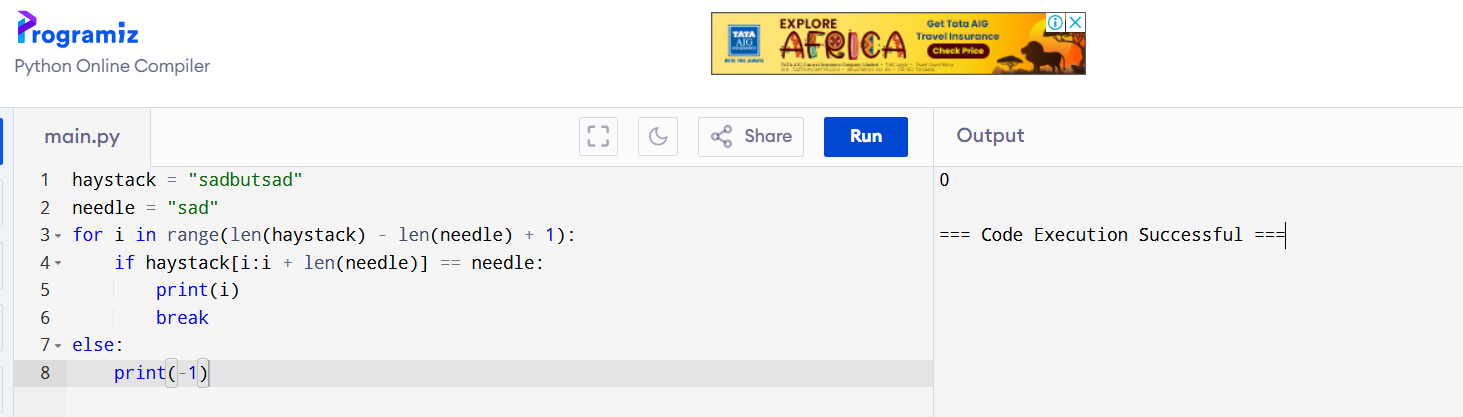 Programiz
Python Online Compiler
TATA AIG INSURANCE
EXPLORE
AFRICA
Get Tata AIG
Travel Insurance
Check Price
main.py
Share
Run
Output
1 haystack = "sadbutsad"
2 needle = "sad"
3 for i in range(len(haystack) - len(needle) + 1):
4     if haystack[i:i + len(needle)] == needle:
5         print(i)
6         break
7 else:
8     print(-1)
0
=== Code Execution Successful ===